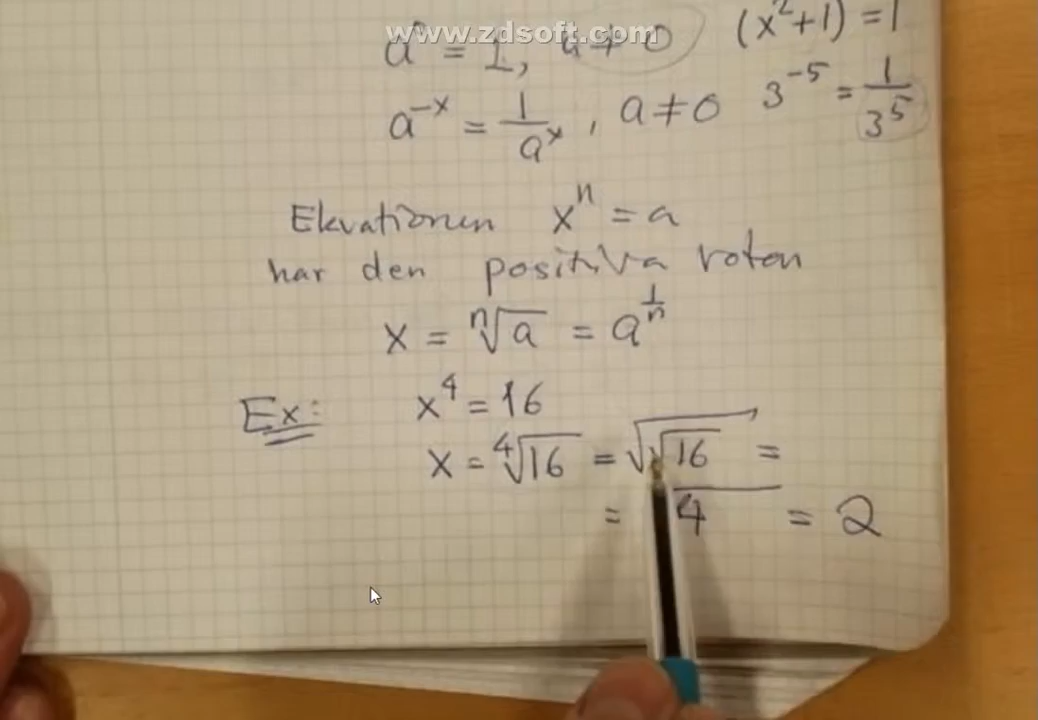 www.zdsoft.com
a⁰ = 1, a ≠ 0 (x²+1) = 1
a⁻ˣ = 1/aˣ , a ≠ 0 3⁻⁵ = 1/3⁵
Ekvationen xⁿ = a
har den positiva roten
x = ⁿ√a = a^(1/n)
Ex: x⁴ = 16
x = ⁴√16 = √√16 =
= √4 = 2